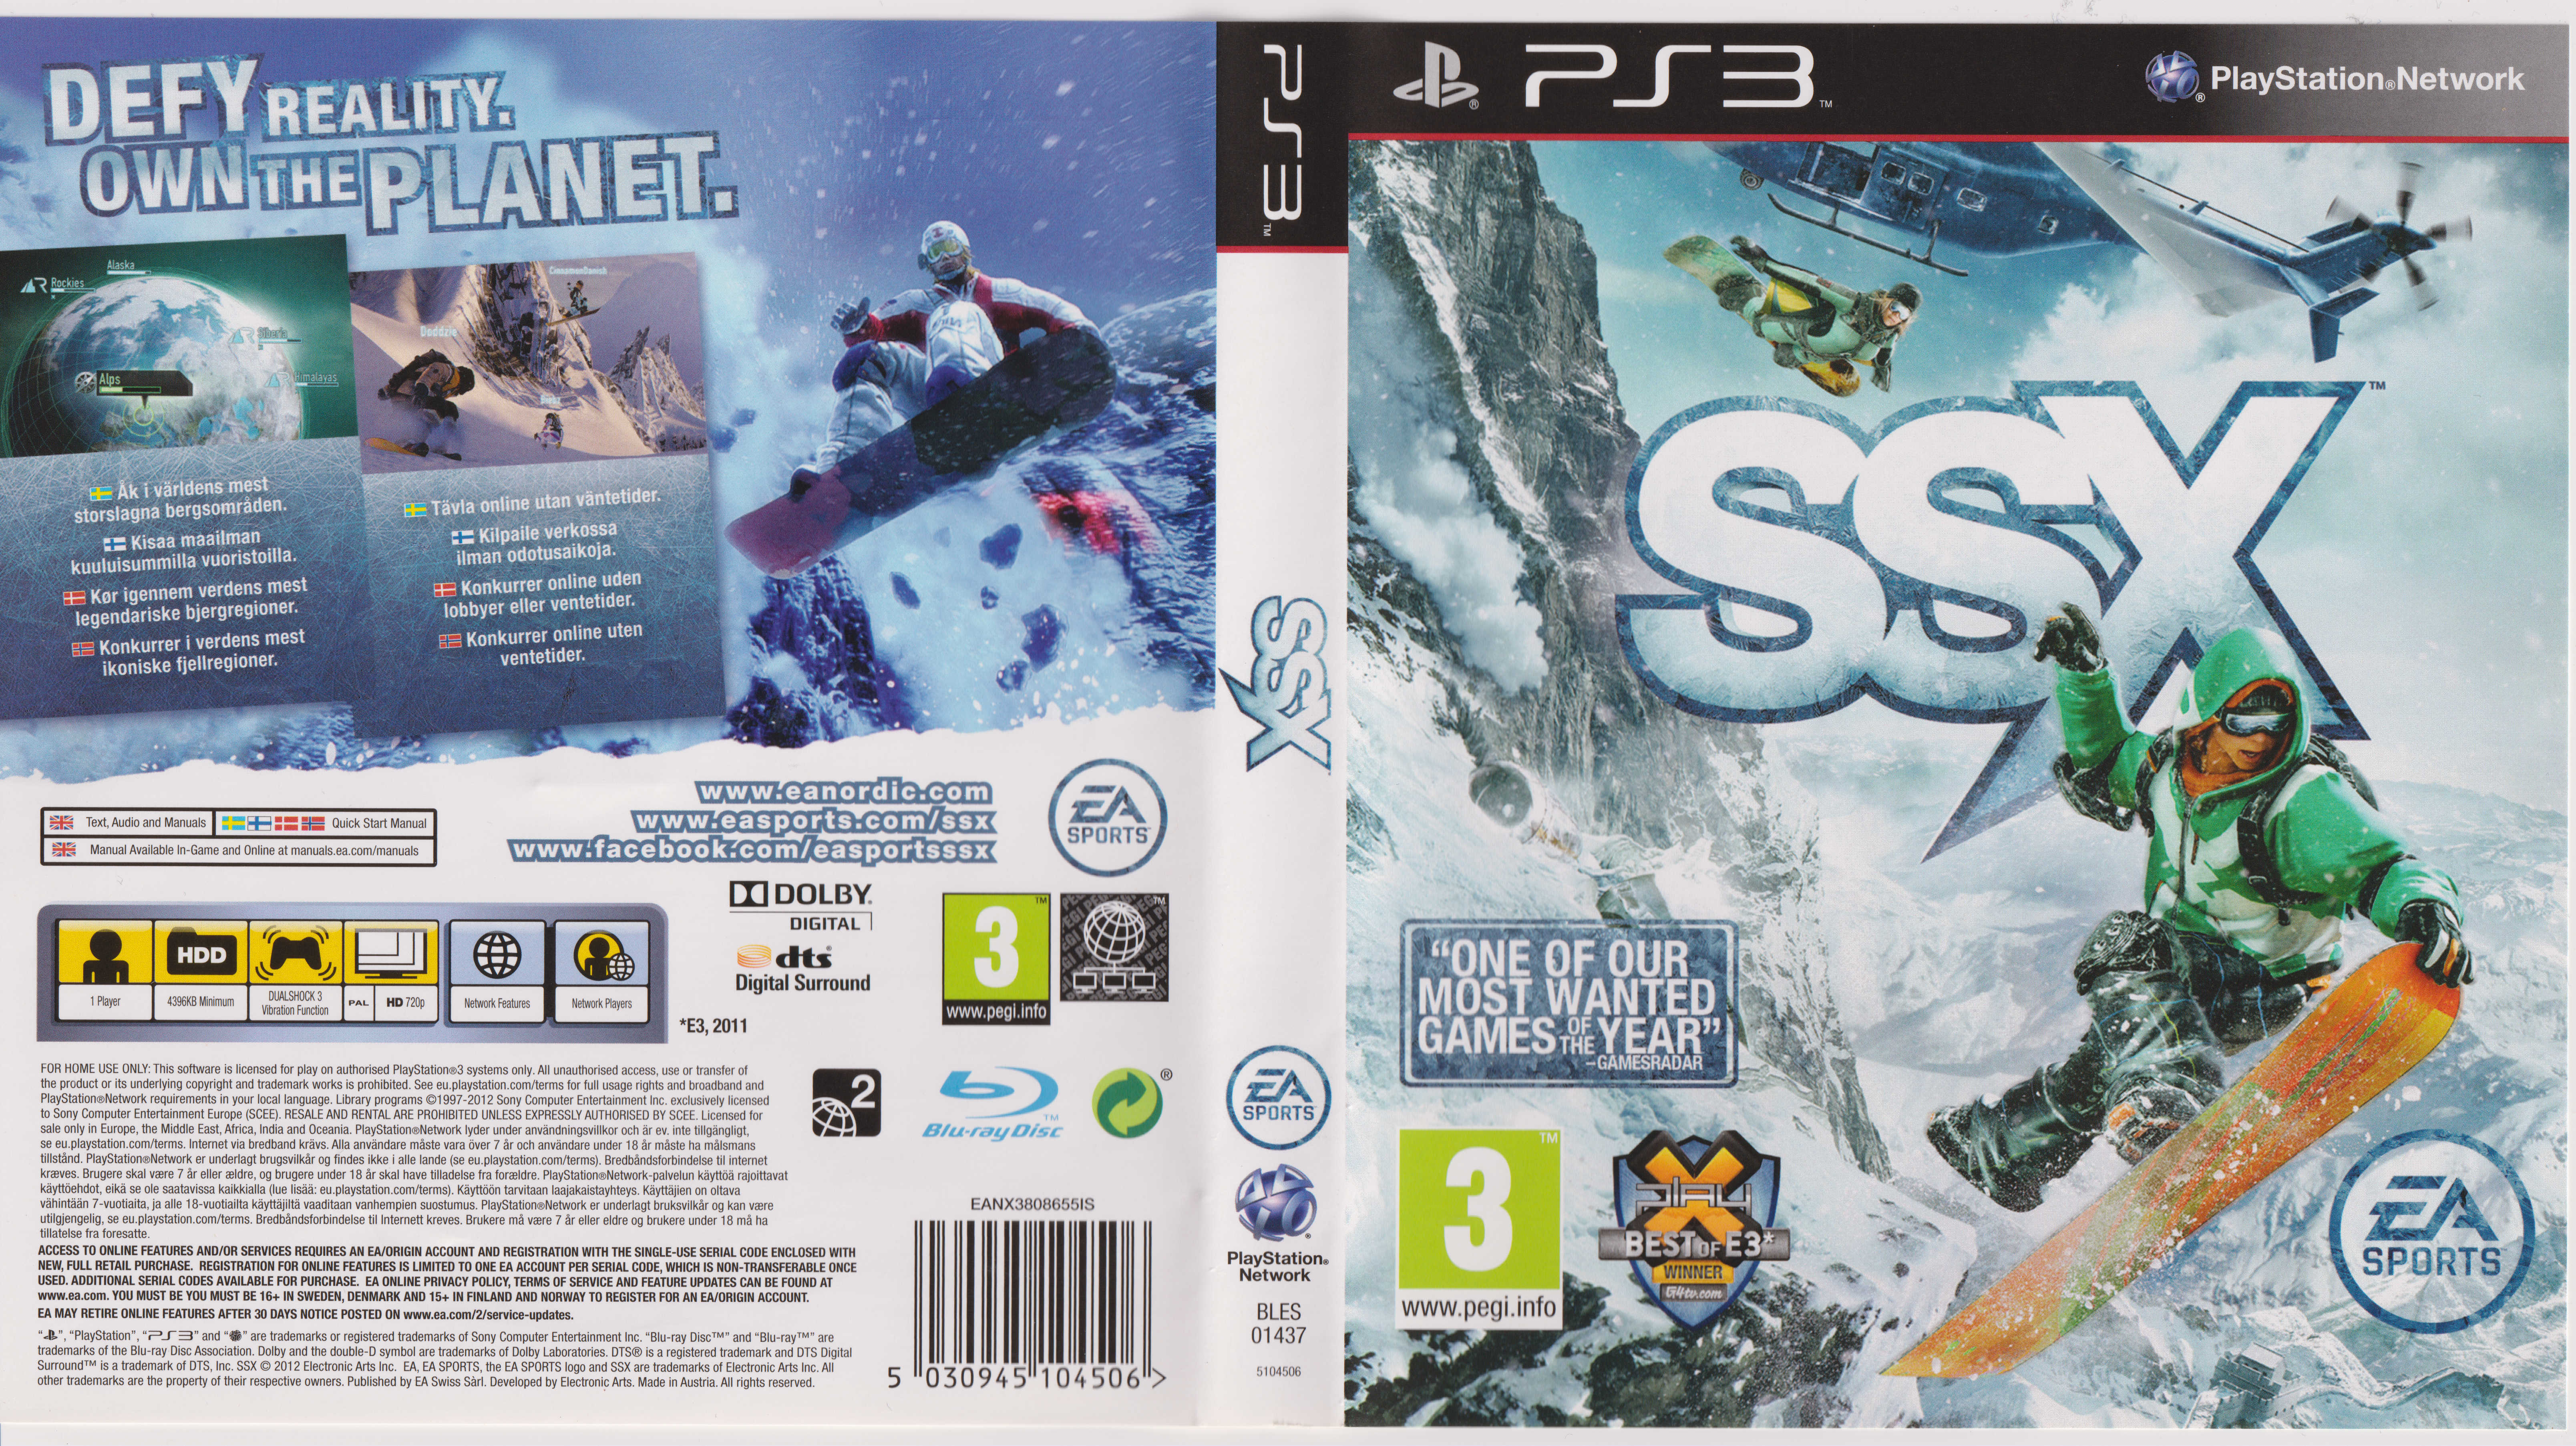 DEFY REALITY.
OWN THE PLANET.
Alaska
Rockies
Siberia
Alps
Himalayas
CinnamonDanish
Doddzie
Åk i världens mest
storslagna bergsområden.
Kisaa maailman
kuuluisummilla vuoristoilla.
Kør igennem verdens mest
legendariske bjergregioner.
Konkurrer i verdens mest
ikoniske fjellregioner.
Tävla online utan väntetider.
Kilpaile verkossa
ilman odotusaikoja.
Konkurrer online uden
lobbyer eller ventetider.
Konkurrer online uten
ventetider.
www.eanordic.com
www.easports.com/ssx
www.facebook.com/easportsssx
EA
SPORTS™
Text, Audio and Manuals
Quick Start Manual
Manual Available In-Game and Online at manuals.ea.com/manuals
HDD
1 Player
4396KB Minimum
DUALSHOCK 3
Vibration Function
PAL
HD 720p
Network Features
Network Players
DOLBY®
DIGITAL
dts®
Digital Surround
*E3, 2011
3™
www.pegi.info
PEGI
2
Blu-ray Disc™
®
FOR HOME USE ONLY: This software is licensed for play on authorised PlayStation®3 systems only. All unauthorised access, use or transfer of
the product or its underlying copyright and trademark works is prohibited. See eu.playstation.com/terms for full usage rights and broadband and
PlayStation®Network requirements in your local language. Library programs ©1997-2012 Sony Computer Entertainment Inc. exclusively licensed
to Sony Computer Entertainment Europe (SCEE). RESALE AND RENTAL ARE PROHIBITED UNLESS EXPRESSLY AUTHORISED BY SCEE. Licensed for
sale only in Europe, the Middle East, Africa, India and Oceania. PlayStation®Network lyder under användningsvillkor och är ev. inte tillgängligt,
se eu.playstation.com/terms. Internet via bredband krävs. Alla användare måste vara över 7 år och användare under 18 år måste ha målsmans
tillstånd. PlayStation®Network er underlagt brugsvilkår og findes ikke i alle lande (se eu.playstation.com/terms). Bredbåndsforbindelse til internet
kræves. Brugere skal være 7 år eller ældre, og brugere under 18 år skal have tilladelse fra forældre. PlayStation®Network-palvelun käyttöä rajoittavat
käyttöehdot, eikä se ole saatavissa kaikkialla (lue lisää: eu.playstation.com/terms). Käyttöön tarvitaan laajakaistayhteys. Käyttäjien on oltava
vähintään 7-vuotiaita, ja alle 18-vuotiailta käyttäjiltä vaaditaan vanhempien suostumus. PlayStation®Network er underlagt bruksvilkår og kan være
utilgjengelig, se eu.playstation.com/terms. Bredbåndsforbindelse til Internett kreves. Brukere må være 7 år eller eldre og brukere under 18 må ha
tillatelse fra foresatte.
ACCESS TO ONLINE FEATURES AND/OR SERVICES REQUIRES AN EA/ORIGIN ACCOUNT AND REGISTRATION WITH THE SINGLE-USE SERIAL CODE ENCLOSED WITH
NEW, FULL RETAIL PURCHASE. REGISTRATION FOR ONLINE FEATURES IS LIMITED TO ONE EA ACCOUNT PER SERIAL CODE, WHICH IS NON-TRANSFERABLE ONCE
USED. ADDITIONAL SERIAL CODES AVAILABLE FOR PURCHASE. EA ONLINE PRIVACY POLICY, TERMS OF SERVICE AND FEATURE UPDATES CAN BE FOUND AT
www.ea.com. YOU MUST BE YOU MUST BE 16+ IN SWEDEN, DENMARK AND 15+ IN FINLAND AND NORWAY TO REGISTER FOR AN EA/ORIGIN ACCOUNT.
EA MAY RETIRE ONLINE FEATURES AFTER 30 DAYS NOTICE POSTED ON www.ea.com/2/service-updates.
“ ”, “PlayStation”, “PS3” and “ ” are trademarks or registered trademarks of Sony Computer Entertainment Inc. “Blu-ray Disc™” and “Blu-ray™” are
trademarks of the Blu-ray Disc Association. Dolby and the double-D symbol are trademarks of Dolby Laboratories. DTS® is a registered trademark and DTS Digital
Surround™ is a trademark of DTS, Inc. SSX © 2012 Electronic Arts Inc. EA, EA SPORTS, the EA SPORTS logo and SSX are trademarks of Electronic Arts Inc. All
other trademarks are the property of their respective owners. Published by EA Swiss Sàrl. Developed by Electronic Arts. Made in Austria. All rights reserved.
EANX3808655IS
5 030945 104506 >
PS3™
SSX
EA
SPORTS™
PlayStation®
Network
BLES
01437
5104506
PS3™
PlayStation®Network
SSX™
“ONE OF OUR
MOST WANTED
GAMES OF THE YEAR”
–GAMESRADAR
3™
www.pegi.info
X play
BEST OF E3*
WINNER
G4tv.com
EA
SPORTS™